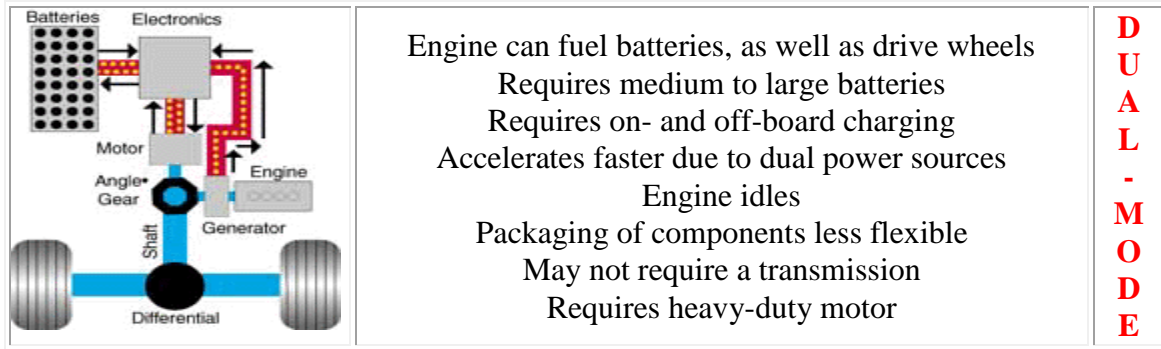 Batteries
Electronics
Motor
Angle•
Gear
Engine
Shaft
Generator
Differential
Engine can fuel batteries, as well as drive wheels
Requires medium to large batteries
Requires on- and off-board charging
Accelerates faster due to dual power sources
Engine idles
Packaging of components less flexible
May not require a transmission
Requires heavy-duty motor
D
U
A
L
-
M
O
D
E